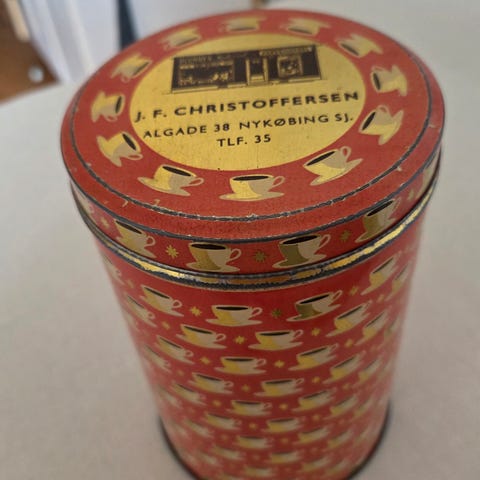 J. F. CHRISTOFFERSEN
ALGADE 38 NYKØBING SJ.
TLF. 35